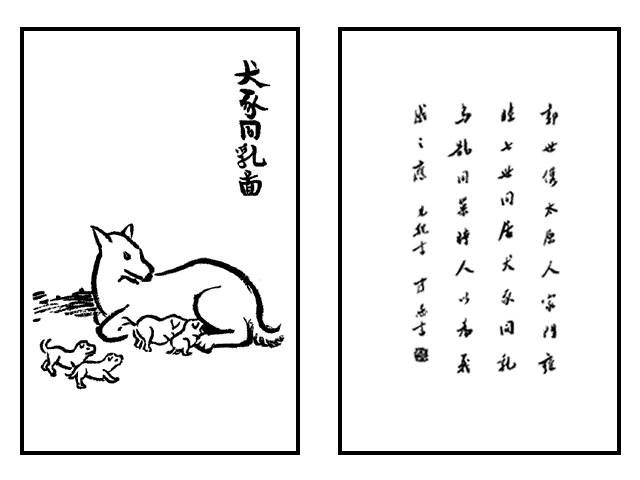 犬豕同乳啚
郭世儁太原人家門雍
睦七世同居犬豕同乳
烏鵲同巢時人以為義
感之應